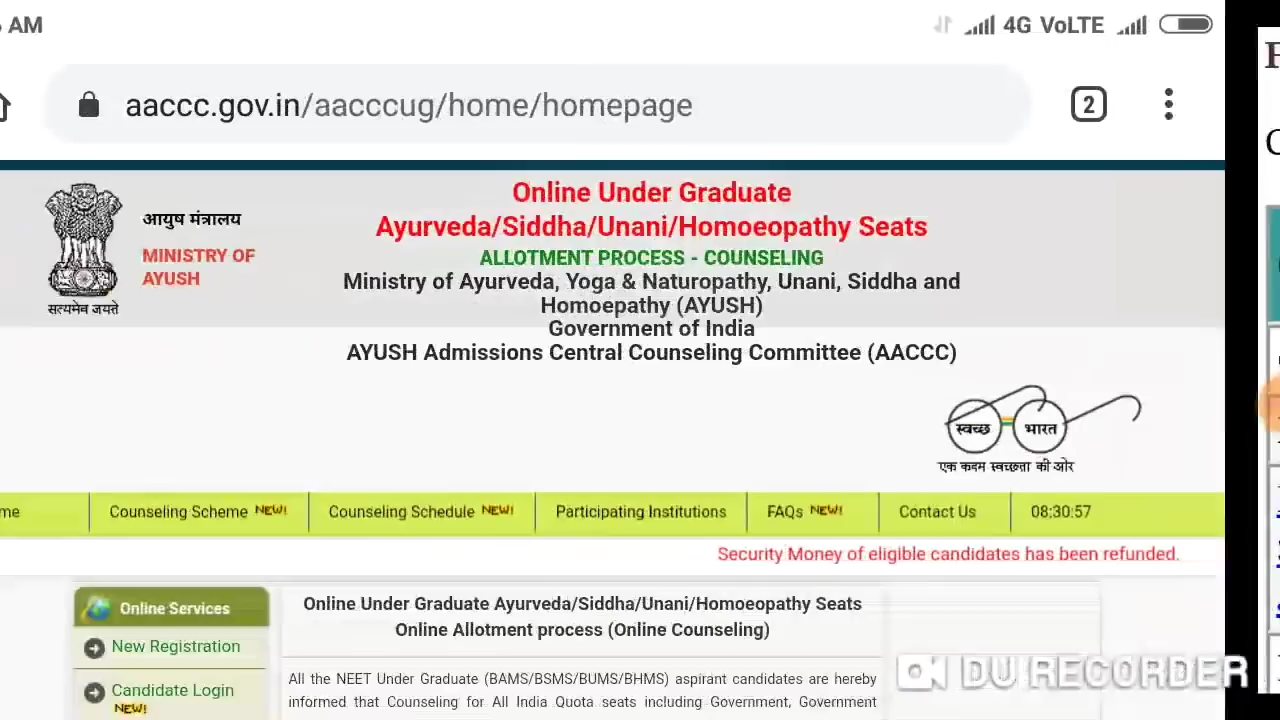 AM
4G VoLTE
aaccc.gov.in/aacccug/home/homepage
2
Online Under Graduate
Ayurveda/Siddha/Unani/Homoeopathy Seats
ALLOTMENT PROCESS - COUNSELING
Ministry of Ayurveda, Yoga & Naturopathy, Unani, Siddha and
Homoepathy (AYUSH)
Government of India
AYUSH Admissions Central Counseling Committee (AACCC)
आयुष मंत्रालय
MINISTRY OF
AYUSH
सत्यमेव जयते
स्वच्छ भारत
एक कदम स्वच्छता की ओर
me Counseling Scheme NEW! Counseling Schedule NEW! Participating Institutions FAQs NEW! Contact Us 08:30:57
Security Money of eligible candidates has been refunded.
Online Services
New Registration
Candidate Login
NEW!
Online Under Graduate Ayurveda/Siddha/Unani/Homoeopathy Seats
Online Allotment process (Online Counseling)
All the NEET Under Graduate (BAMS/BSMS/BUMS/BHMS) aspirant candidates are hereby
informed that Counseling for All India Quota seats including Government, Government
DU RECORDER